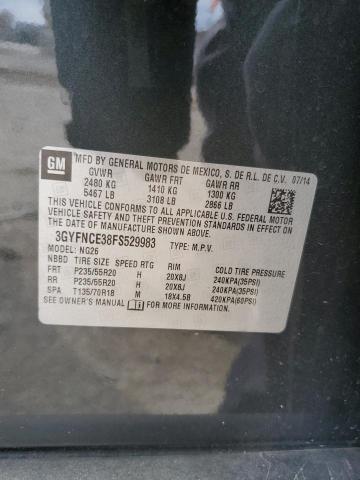 GM
MFD BY GENERAL MOTORS DE MEXICO, S. DE R.L. DE C.V. 07/14
GVWR GAWR FRT GAWR RR
2480 KG 1410 KG 1300 KG
5467 LB 3108 LB 2866 LB
THIS VEHICLE CONFORMS TO ALL APPLICABLE U.S. FEDERAL MOTOR
VEHICLE SAFETY, BUMPER, AND THEFT PREVENTION STANDARDS IN
EFFECT ON THE DATE OF MANUFACTURE SHOWN ABOVE.
3GYFNCE38FS529983 TYPE: M.P.V.
MODEL: NG26
NBBD TIRE SIZE SPEED RTG RIM COLD TIRE PRESSURE
FRT P235/55R20 H 20X8J 240KPA(35PSI)
RR P235/55R20 H 20X8J 240KPA(35PSI)
SPA T135/70R18 M 18X4.5B 420KPA(60PSI)
SEE OWNER'S MANUAL FOR MORE INFORMATION.